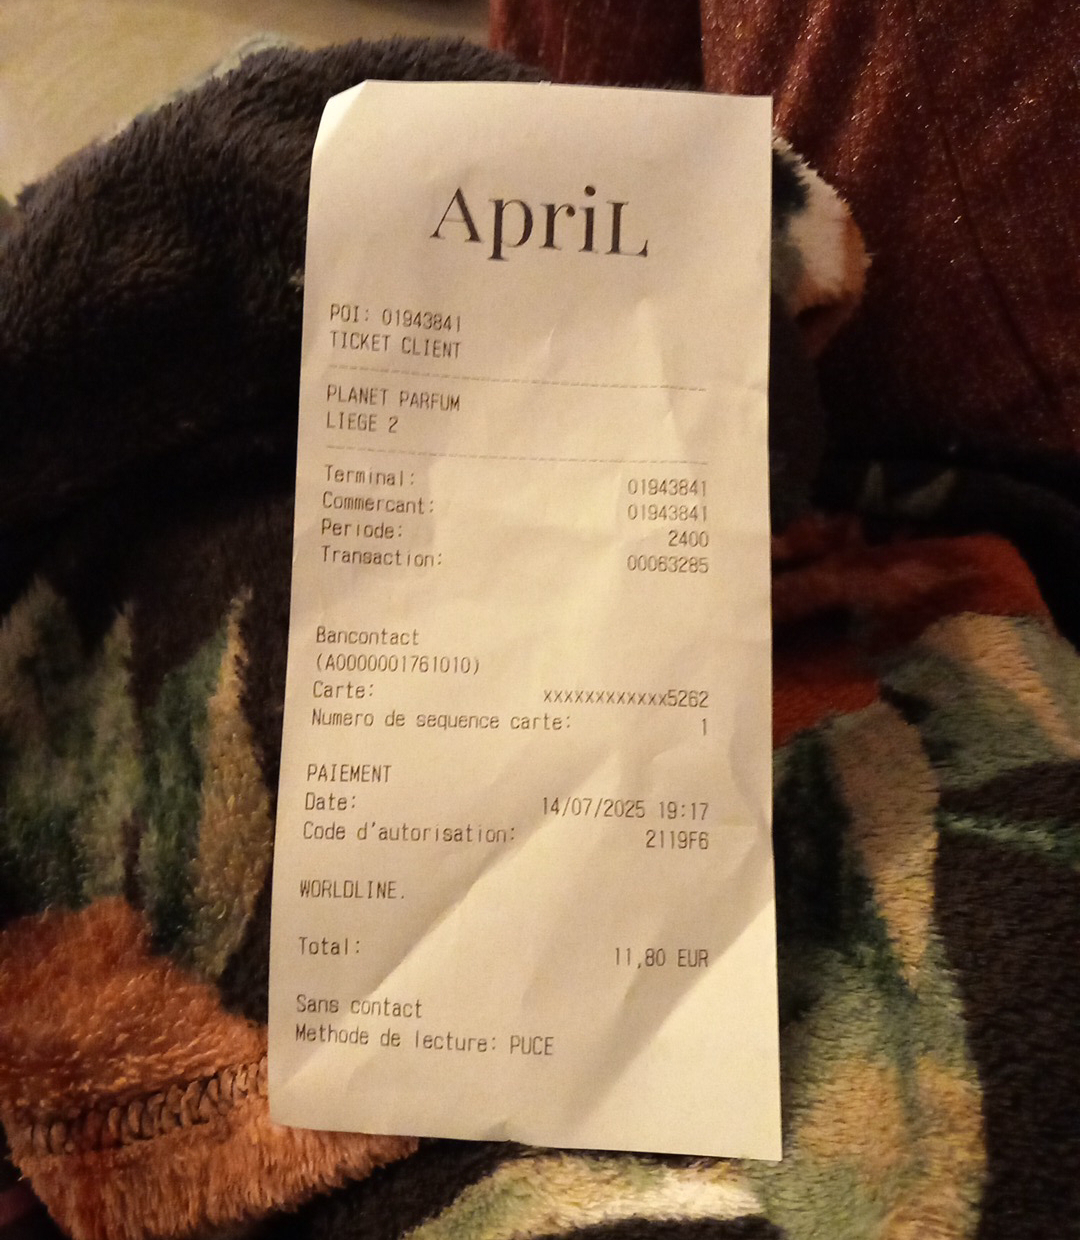 ApriL
POI: 01943841
TICKET CLIENT
PLANET PARFUM
LIEGE 2
Terminal: 01943841
Commercant: 01943841
Periode: 2400
Transaction: 00063285
Bancontact
(A0000001761010)
Carte: xxxxxxxxxxxx5262
Numero de sequence carte: 1
PAIEMENT
Date: 14/07/2025 19:17
Code d'autorisation: 2119F6
WORLDLINE.
Total: 11,80 EUR
Sans contact
Methode de lecture: PUCE